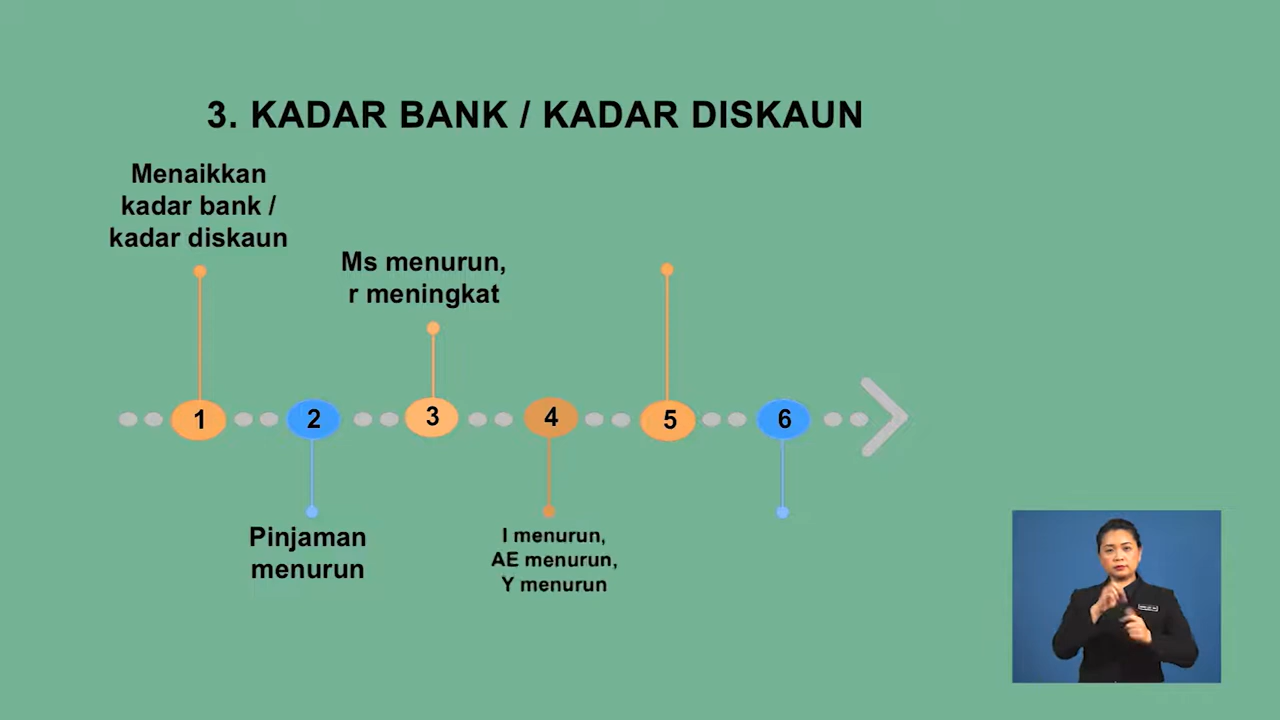 3. KADAR BANK / KADAR DISKAUN
Menaikkan
kadar bank /
kadar diskaun
Ms menurun,
r meningkat
1
2
3
4
5
6
Pinjaman
menurun
I menurun,
AE menurun,
Y menurun